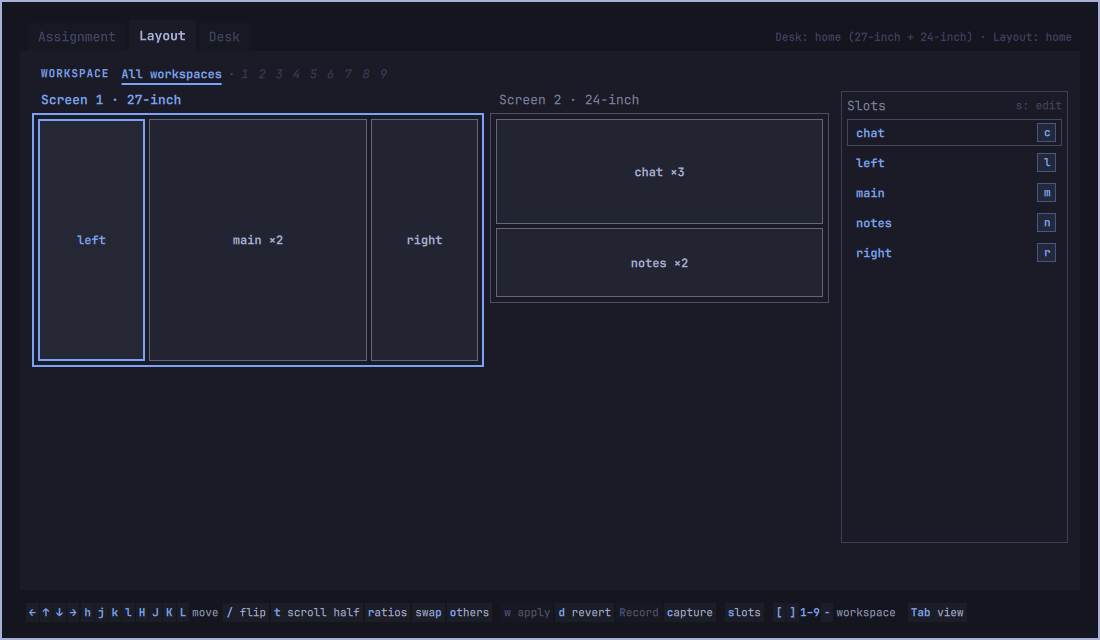 Assignment Layout Desk Desk: home (27-inch + 24-inch) · Layout: home
WORKSPACE All workspaces · 1 2 3 4 5 6 7 8 9
Screen 1 · 27-inch
Screen 2 · 24-inch
left
main ×2
right
chat ×3
notes ×2
Slots s: edit
chat c
left l
main m
notes n
right r
← ↑ ↓ → h j k l H J K L move / flip t scroll half ratios swap others w apply d revert Record capture slots [ ] 1-9 - workspace Tab view